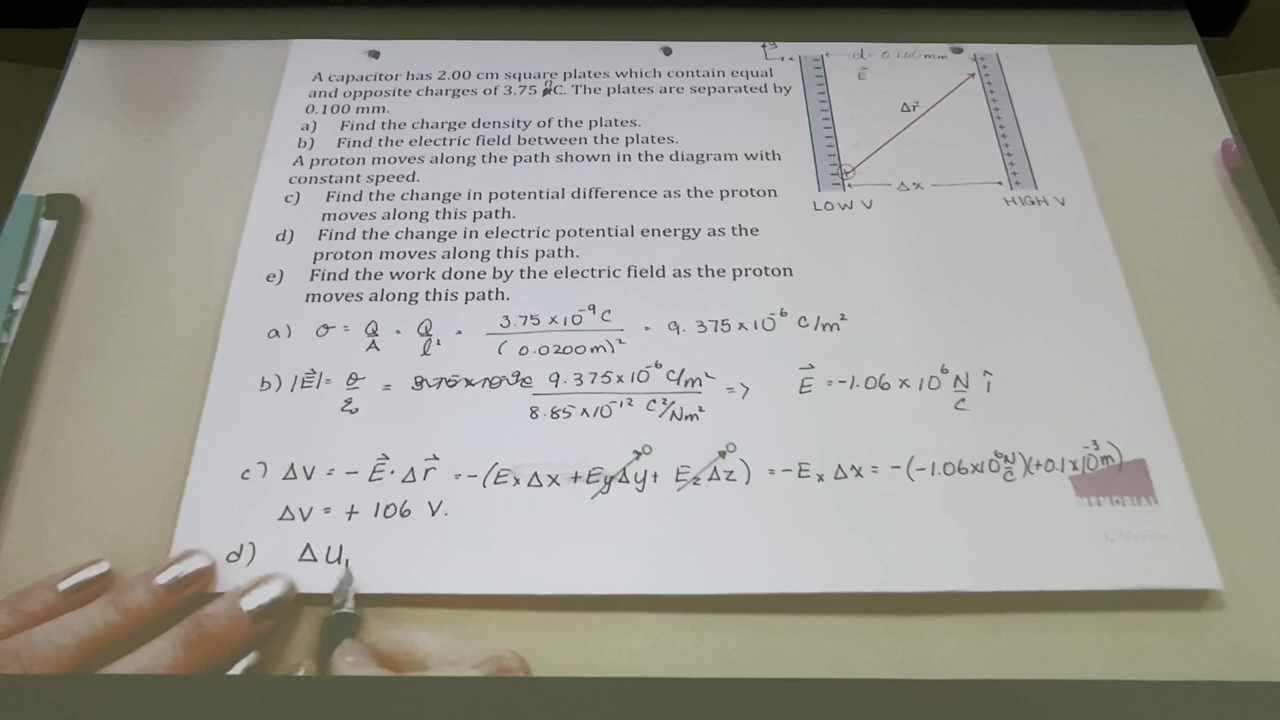 A capacitor has 2.00 cm square plates which contain equal
and opposite charges of 3.75 nC. The plates are separated by
0.100 mm.
a) Find the charge density of the plates.
b) Find the electric field between the plates.
A proton moves along the path shown in the diagram with
constant speed.
c) Find the change in potential difference as the proton
moves along this path.
d) Find the change in electric potential energy as the
proton moves along this path.
e) Find the work done by the electric field as the proton
moves along this path.
y
x
d = 0.100 mm
E⃗
Δr⃗
Δx
LOW V
HIGH V
a) σ = Q/A = Q/l² = 3.75 x 10⁻⁹ C / (0.0200m)² = 9.375 x 10⁻⁶ C/m²
b) |E⃗| = σ/ε₀ = 9.375 x 10⁻⁶ C/m² / 8.85 x 10⁻¹² C²/Nm² => E⃗ = -1.06 x 10⁶ N/C î
c) ΔV = - E⃗ · Δr⃗ = -(Eₓ Δx + Ey Δy + Ez Δz) = -Eₓ Δx = -(-1.06x10⁶ N/C)(+0.1x10⁻³ m)
0 0
ΔV = + 106 V.
d) ΔU